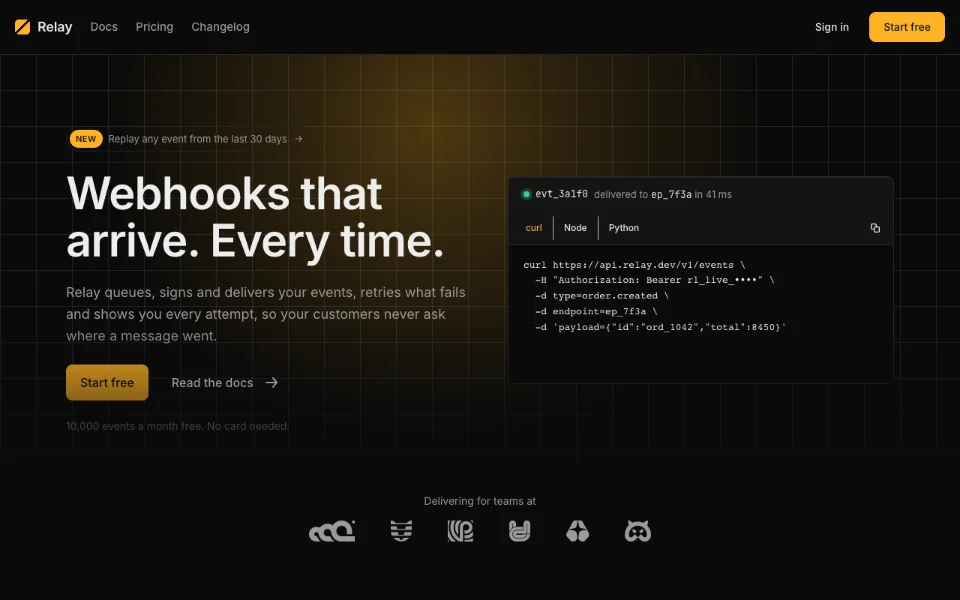 Relay Docs Pricing Changelog Sign in Start free
NEW Replay any event from the last 30 days →
Webhooks that
arrive. Every time.
Relay queues, signs and delivers your events, retries what fails
and shows you every attempt, so your customers never ask
where a message went.
Start free Read the docs →
10,000 events a month free. No card needed.
evt_3a1f0 delivered to ep_7f3a in 41 ms
curl Node Python
curl https://api.relay.dev/v1/events \
-H "Authorization: Bearer rl_live_••••" \
-d type=order.created \
-d endpoint=ep_7f3a \
-d 'payload={"id":"ord_1042","total":8450}'
Delivering for teams at